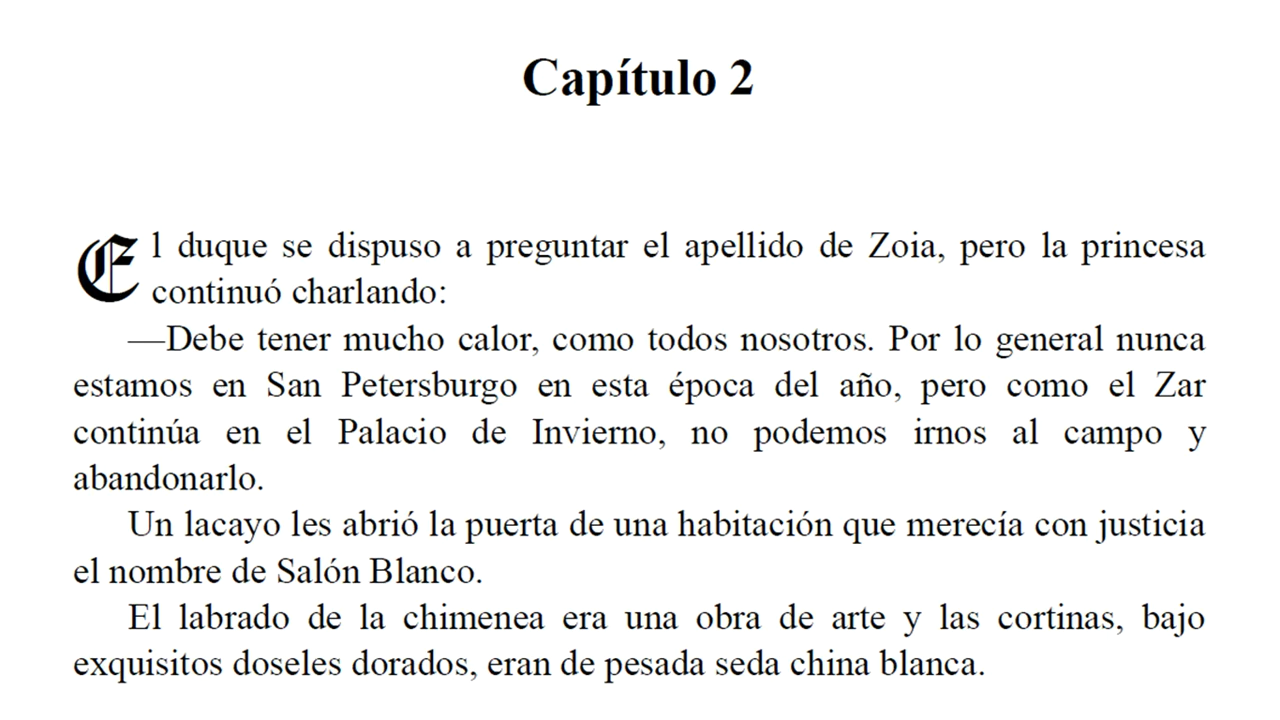 Capítulo 2
El duque se dispuso a preguntar el apellido de Zoia, pero la princesa
continuó charlando:
—Debe tener mucho calor, como todos nosotros. Por lo general nunca
estamos en San Petersburgo en esta época del año, pero como el Zar
continúa en el Palacio de Invierno, no podemos irnos al campo y
abandonarlo.
Un lacayo les abrió la puerta de una habitación que merecía con justicia
el nombre de Salón Blanco.
El labrado de la chimenea era una obra de arte y las cortinas, bajo
exquisitos doseles dorados, eran de pesada seda china blanca.